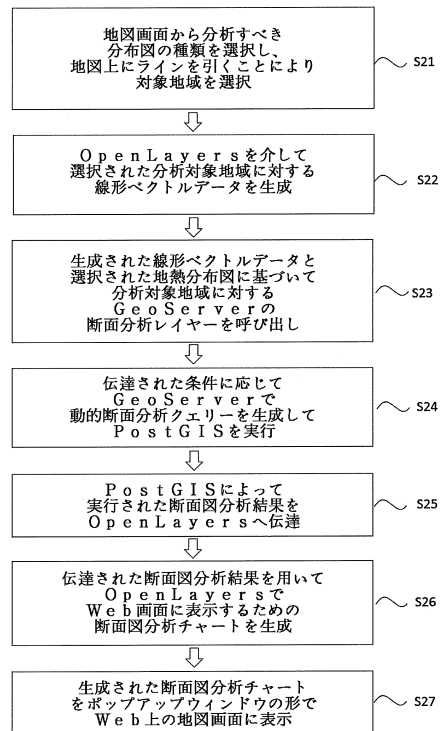 地図画面から分析すべき
分布図の種類を選択し、
地図上にラインを引くことにより
対象地域を選択
S21
OpenLayersを介して
選択された分析対象地域に対する
線形ベクトルデータを生成
S22
生成された線形ベクトルデータと
選択された地熱分布図に基づいて
分析対象地域に対する
GeoServerの
断面分析レイヤーを呼び出し
S23
伝達された条件に応じて
GeoServerで
動的断面分析クエリーを生成して
PostGISを実行
S24
PostGISによって
実行された断面図分析結果を
OpenLayersへ伝達
S25
伝達された断面図分析結果を用いて
OpenLayersで
Web画面に表示するための
断面図分析チャートを生成
S26
生成された断面図分析チャート
をポップアップウィンドウの形で
Web上の地図画面に表示
S27